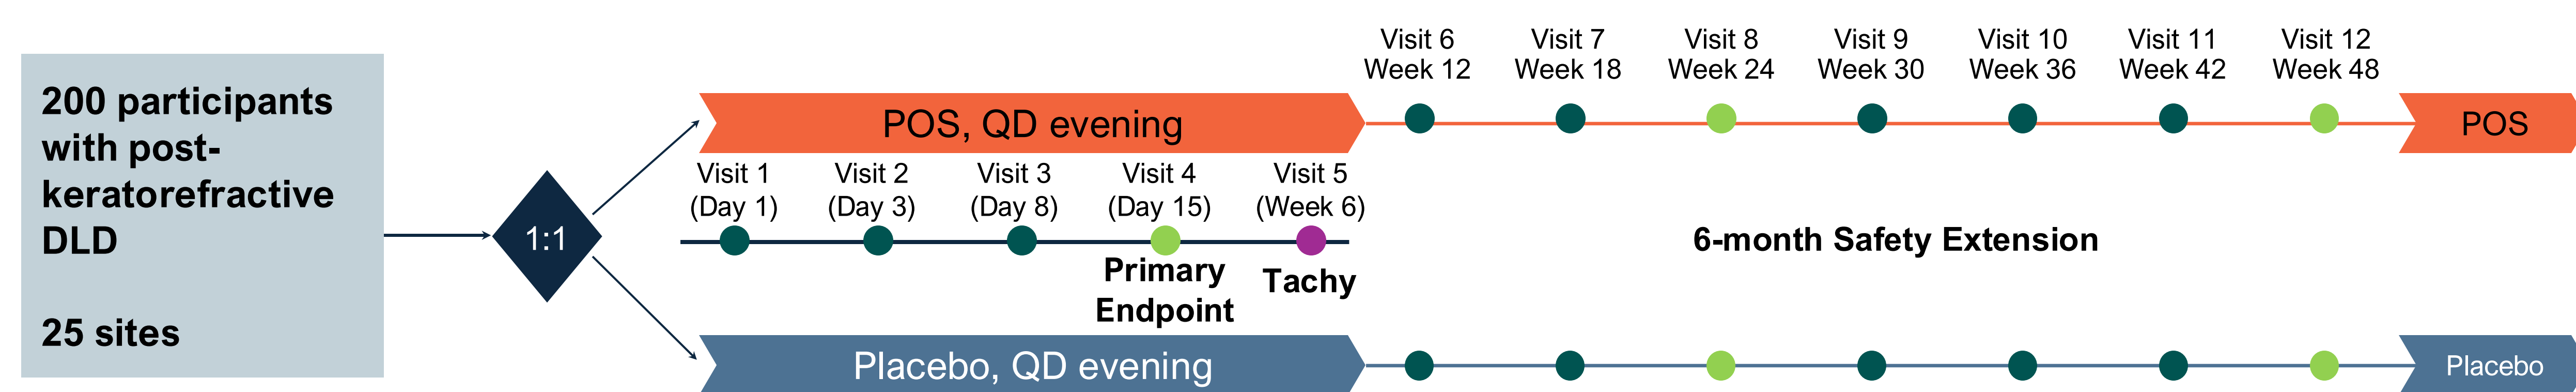 200 participants
with post-
keratorefractive
DLD
25 sites
1:1
POS, QD evening
Visit 1
(Day 1)
Visit 2
(Day 3)
Visit 3
(Day 8)
Visit 4
(Day 15)
Visit 5
(Week 6)
Primary
Endpoint
Tachy
Placebo, QD evening
Visit 6
Week 12
Visit 7
Week 18
Visit 8
Week 24
Visit 9
Week 30
Visit 10
Week 36
Visit 11
Week 42
Visit 12
Week 48
POS
6-month Safety Extension
Placebo